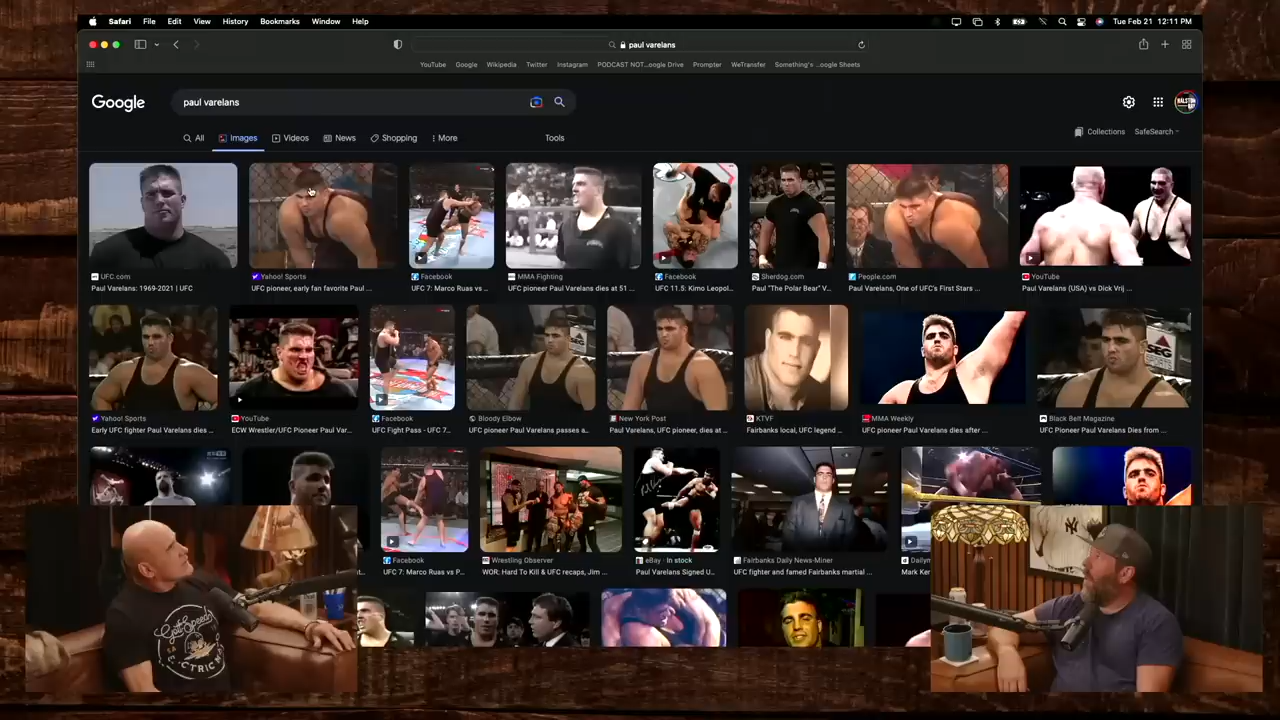 Safari File Edit View History Bookmarks Window Help
Tue Feb 21 12:11 PM
paul varelans
YouTube Google Wikipedia Twitter Instagram PODCAST NOT...oogle Drive Prompter WeTransfer Something's ...oogle Sheets
Google
paul varelans
All Images Videos News Shopping More Tools
Collections SafeSearch
UFC.com
Paul Varelans: 1969-2021 | UFC
Yahoo! Sports
UFC pioneer, early fan favorite Paul ...
Facebook
UFC 7: Marco Ruas vs ...
MMA Fighting
UFC pioneer Paul Varelans dies at 51 ...
Facebook
UFC 11.5: Kimo Leopol...
Sherdog.com
Paul "The Polar Bear" V...
People.com
Paul Varelans, One of UFC's First Stars ...
YouTube
Paul Varelans (USA) vs Dick Vrij ...
SEG
Yahoo! Sports
Early UFC fighter Paul Varelans dies ...
YouTube
ECW Wrestler/UFC Pioneer Paul Var...
Facebook
UFC Fight Pass - UFC 7...
Bloody Elbow
UFC pioneer Paul Varelans passes a...
New York Post
Paul Varelans, UFC pioneer, dies at ...
KTVF
Fairbanks local, UFC legend ...
MMA Weekly
UFC pioneer Paul Varelans dies after ...
Black Belt Magazine
UFC Pioneer Paul Varelans Dies from ...
Facebook
UFC 7: Marco Ruas vs P...
Wrestling Observer
WOR: Hard To Kill & UFC recaps, Jim ...
eBay · In stock
Paul Varelans Signed U...
Fairbanks Daily News-Miner
UFC fighter and famed Fairbanks martial ...
Dailym
Mark Ker